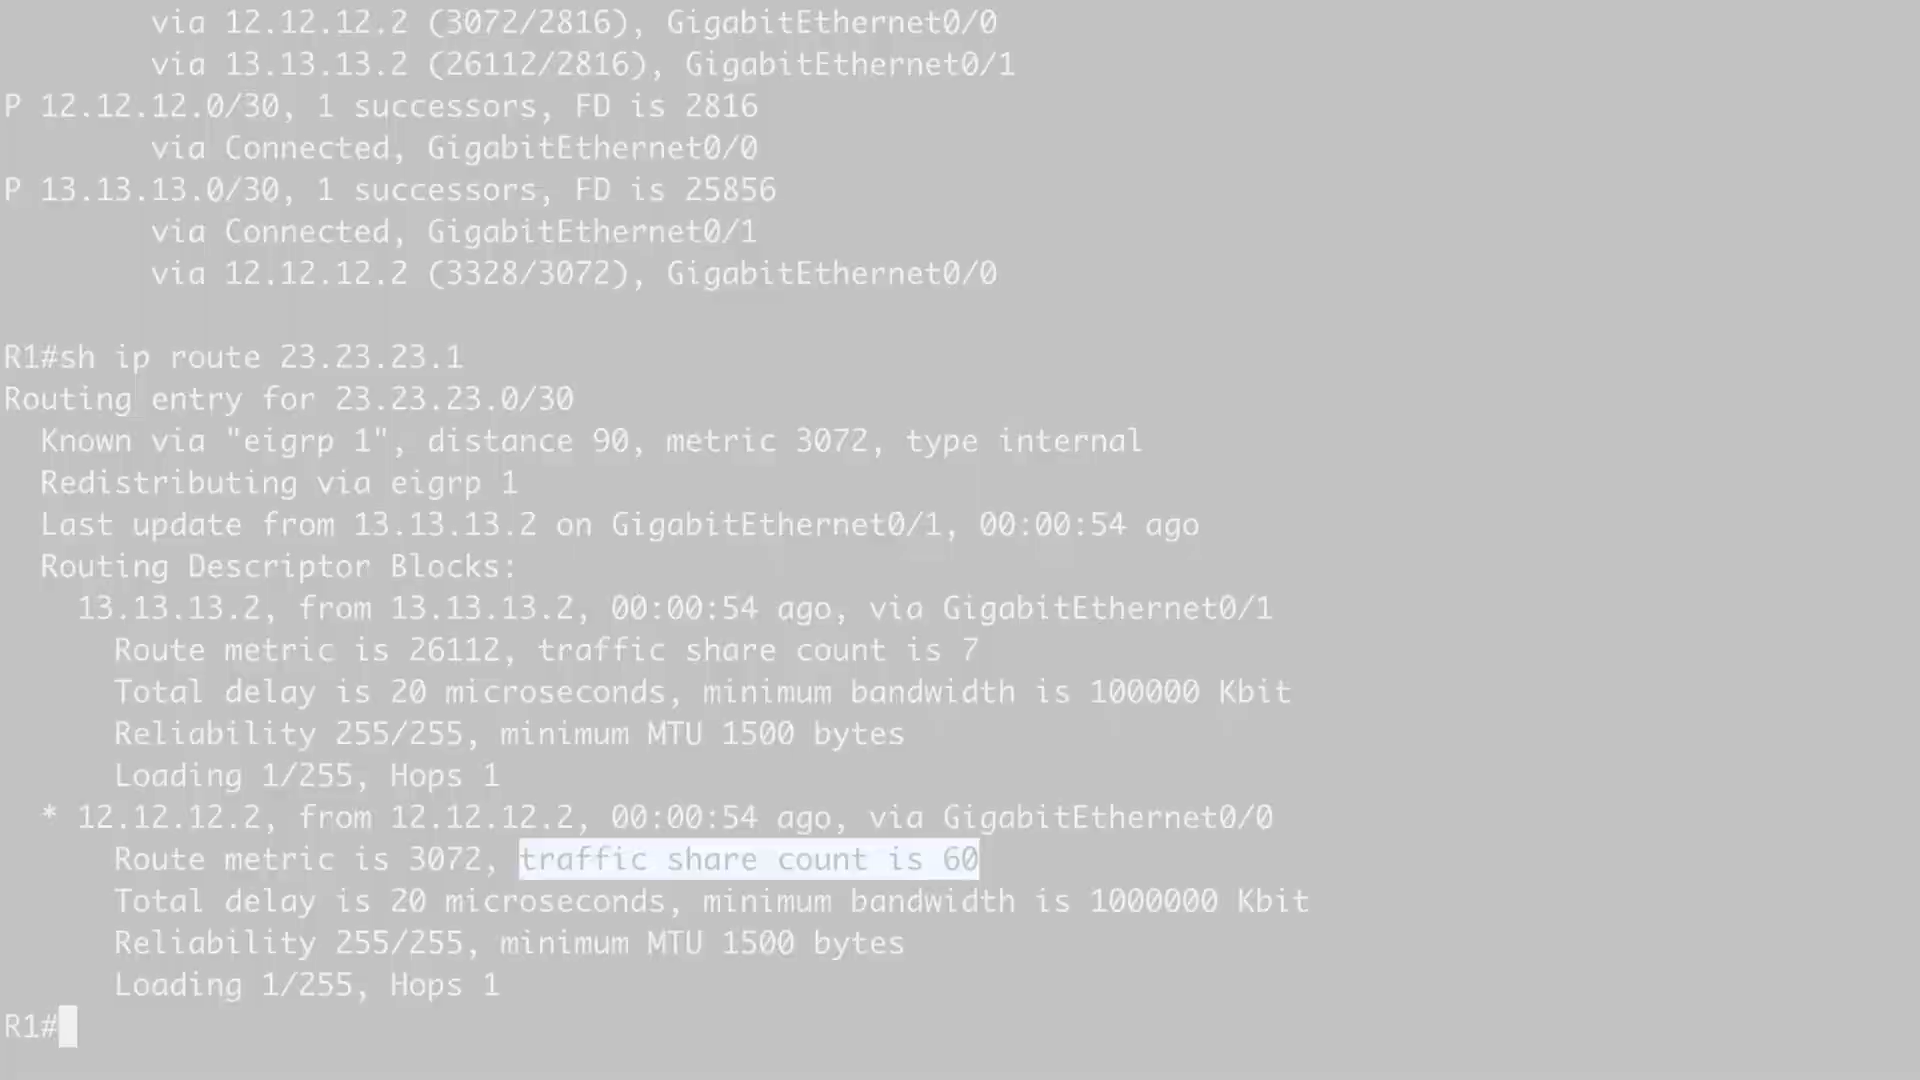 via 12.12.12.2 (3072/2816), GigabitEthernet0/0
via 13.13.13.2 (26112/2816), GigabitEthernet0/1
P 12.12.12.0/30, 1 successors, FD is 2816
via Connected, GigabitEthernet0/0
P 13.13.13.0/30, 1 successors, FD is 25856
via Connected, GigabitEthernet0/1
via 12.12.12.2 (3328/3072), GigabitEthernet0/0
R1#sh ip route 23.23.23.1
Routing entry for 23.23.23.0/30
Known via "eigrp 1", distance 90, metric 3072, type internal
Redistributing via eigrp 1
Last update from 13.13.13.2 on GigabitEthernet0/1, 00:00:54 ago
Routing Descriptor Blocks:
13.13.13.2, from 13.13.13.2, 00:00:54 ago, via GigabitEthernet0/1
Route metric is 26112, traffic share count is 7
Total delay is 20 microseconds, minimum bandwidth is 100000 Kbit
Reliability 255/255, minimum MTU 1500 bytes
Loading 1/255, Hops 1
* 12.12.12.2, from 12.12.12.2, 00:00:54 ago, via GigabitEthernet0/0
Route metric is 3072, traffic share count is 60
Total delay is 20 microseconds, minimum bandwidth is 1000000 Kbit
Reliability 255/255, minimum MTU 1500 bytes
Loading 1/255, Hops 1
R1#